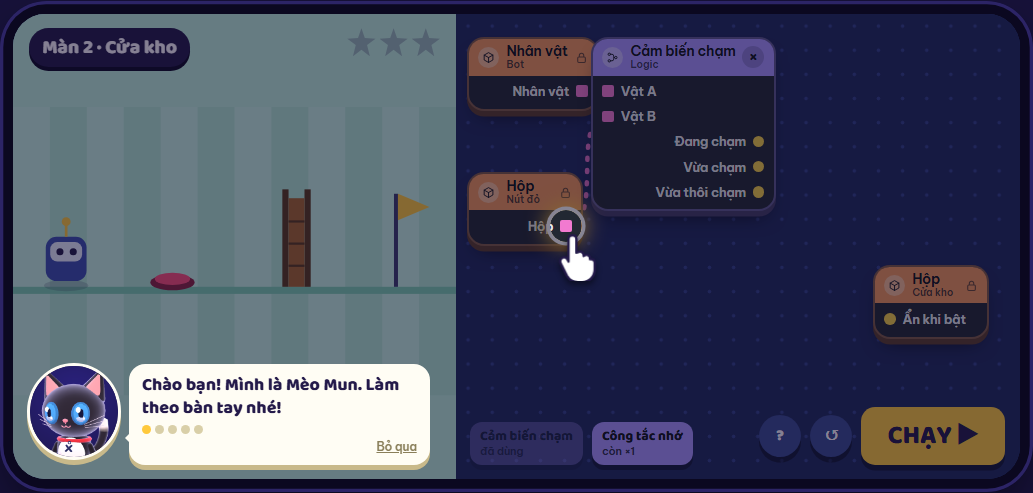 Màn 2 · Cửa kho
Nhân vật
Bot
Nhân vật
Cảm biến chạm
Logic
Vật A
Vật B
Đang chạm
Vừa chạm
Vừa thôi chạm
Hộp
Nút đỏ
Hộp
Hộp
Cửa kho
Ẩn khi bật
Chào bạn! Mình là Mèo Mun. Làm
theo bàn tay nhé!
Bỏ qua
Cảm biến chạm
đã dùng
Công tắc nhớ
còn ×1
?
CHẠY